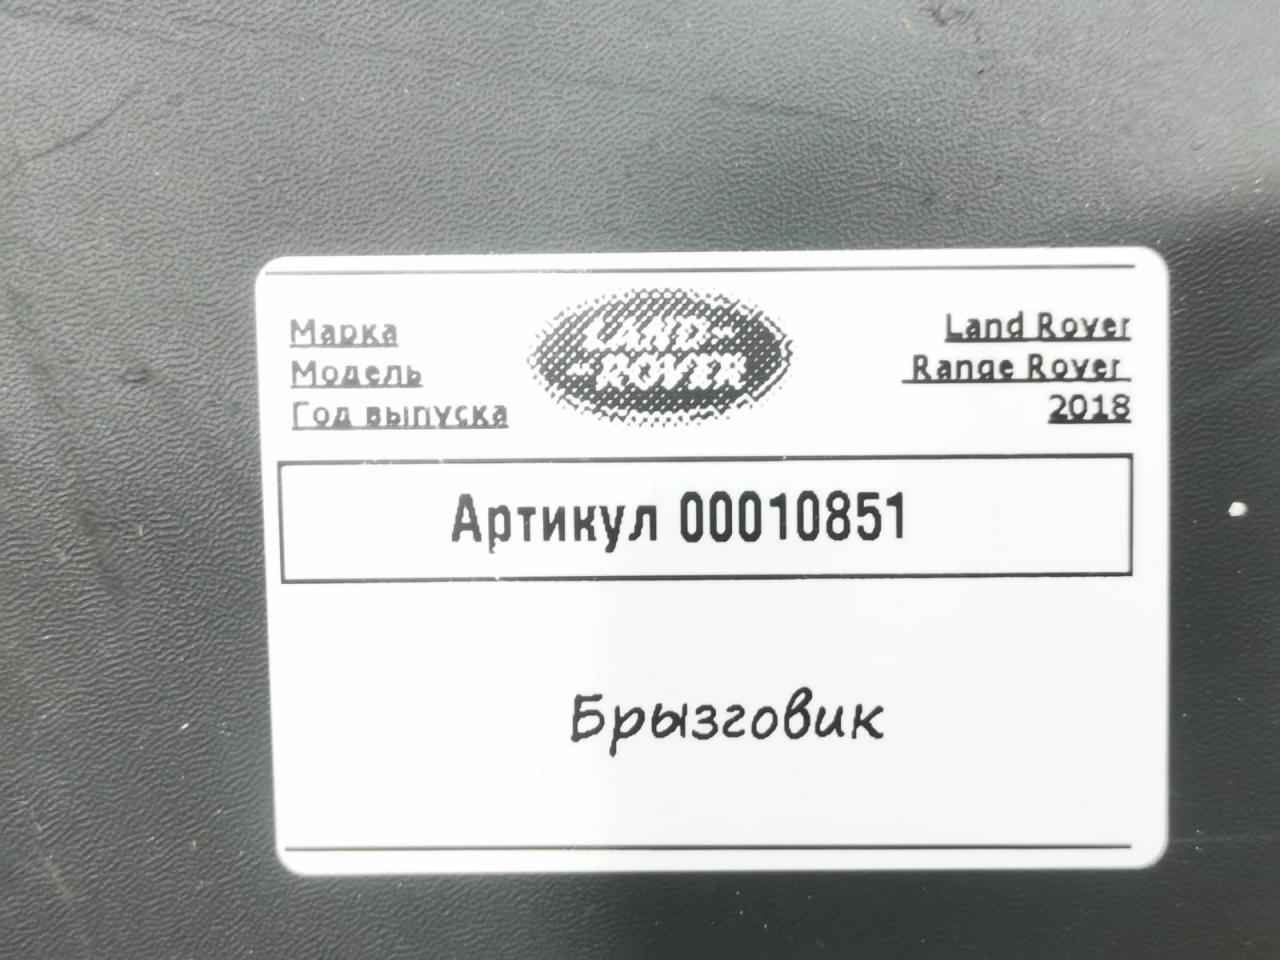 Марка Land Rover
Модель Range Rover
Год выпуска 2018
LAND-
-ROVER
Артикул 00010851
Брызговик